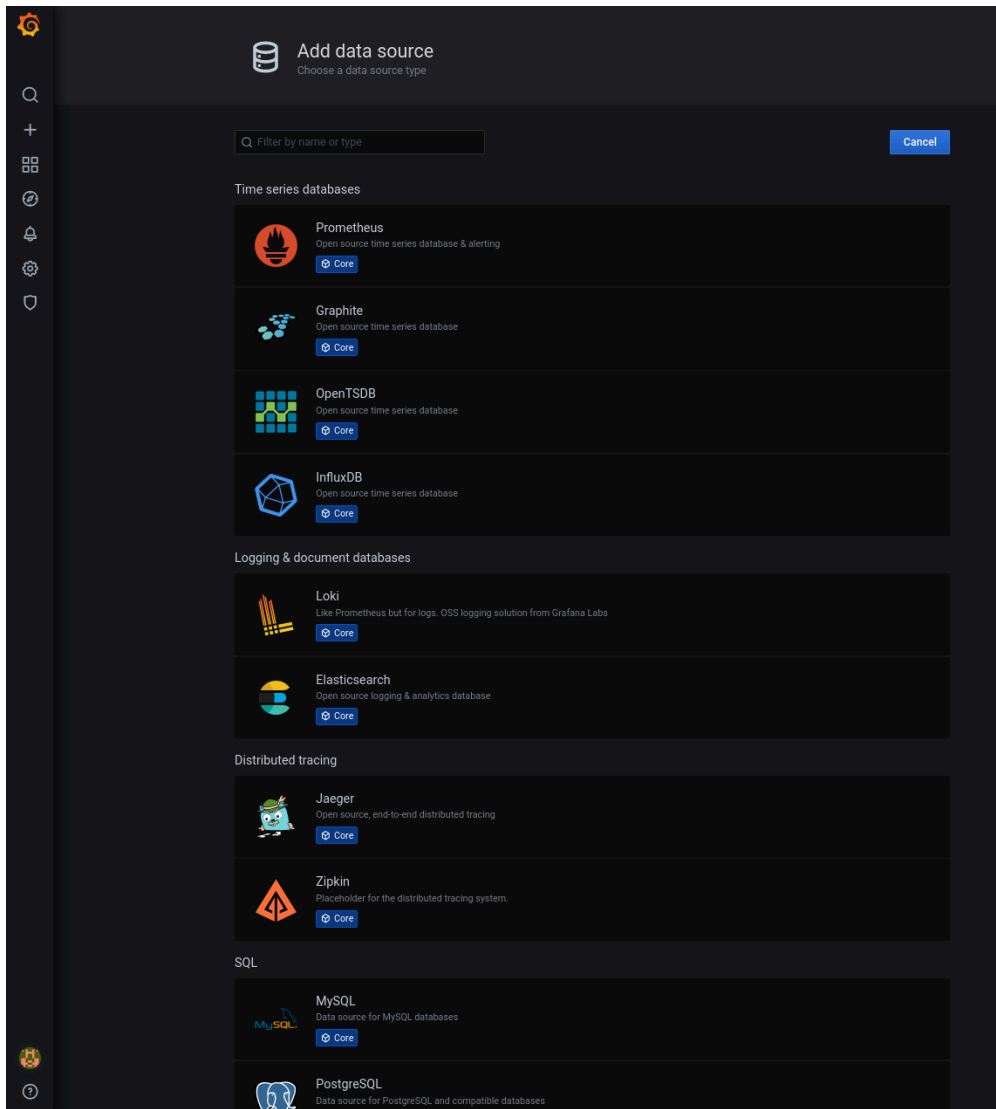 Add data source
Choose a data source type
Filter by name or type
Cancel
Time series databases
Prometheus
Open source time series database & alerting
Core
Graphite
Open source time series database
Core
OpenTSDB
Open source time series database
Core
InfluxDB
Open source time series database
Core
Logging & document databases
Loki
Like Prometheus but for logs. OSS logging solution from Grafana Labs
Core
Elasticsearch
Open source logging & analytics database
Core
Distributed tracing
Jaeger
Open source, end-to-end distributed tracing
Core
Zipkin
Placeholder for the distributed tracing system.
Core
SQL
MySQL
MySQL
Data source for MySQL databases
Core
PostgreSQL
Data source for PostgreSQL and compatible databases